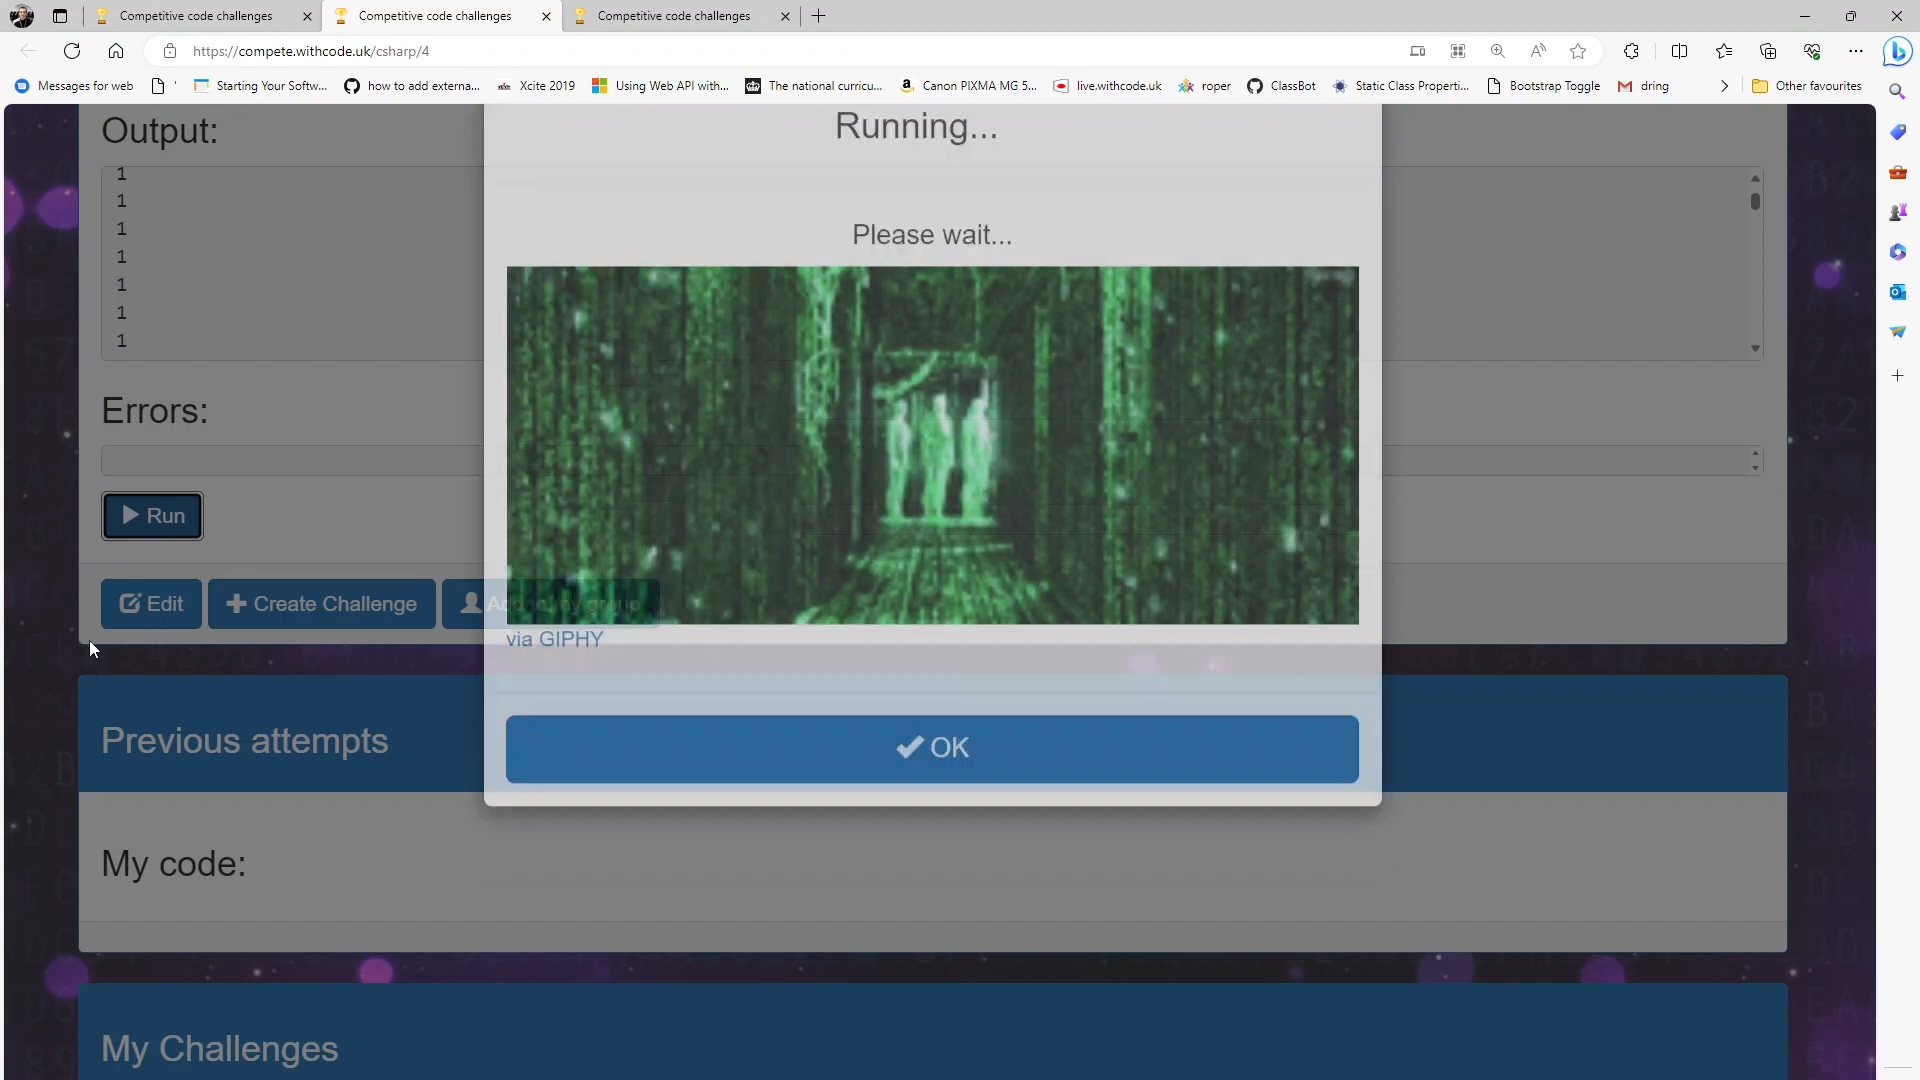 Competitive code challenges
Competitive code challenges
Competitive code challenges
https://compete.withcode.uk/csharp/4
Messages for web
'
Starting Your Softw...
how to add externa...
Xcite 2019
Using Web API with...
The national curricu...
Canon PIXMA MG 5...
live.withcode.uk
roper
ClassBot
Static Class Properti...
Bootstrap Toggle
dring
Other favourites
Output:
1
1
1
1
1
1
1
Running...
Please wait...
via GIPHY
OK
Errors:
Run
Edit
Create Challenge
Add to my group
Previous attempts
My code:
My Challenges